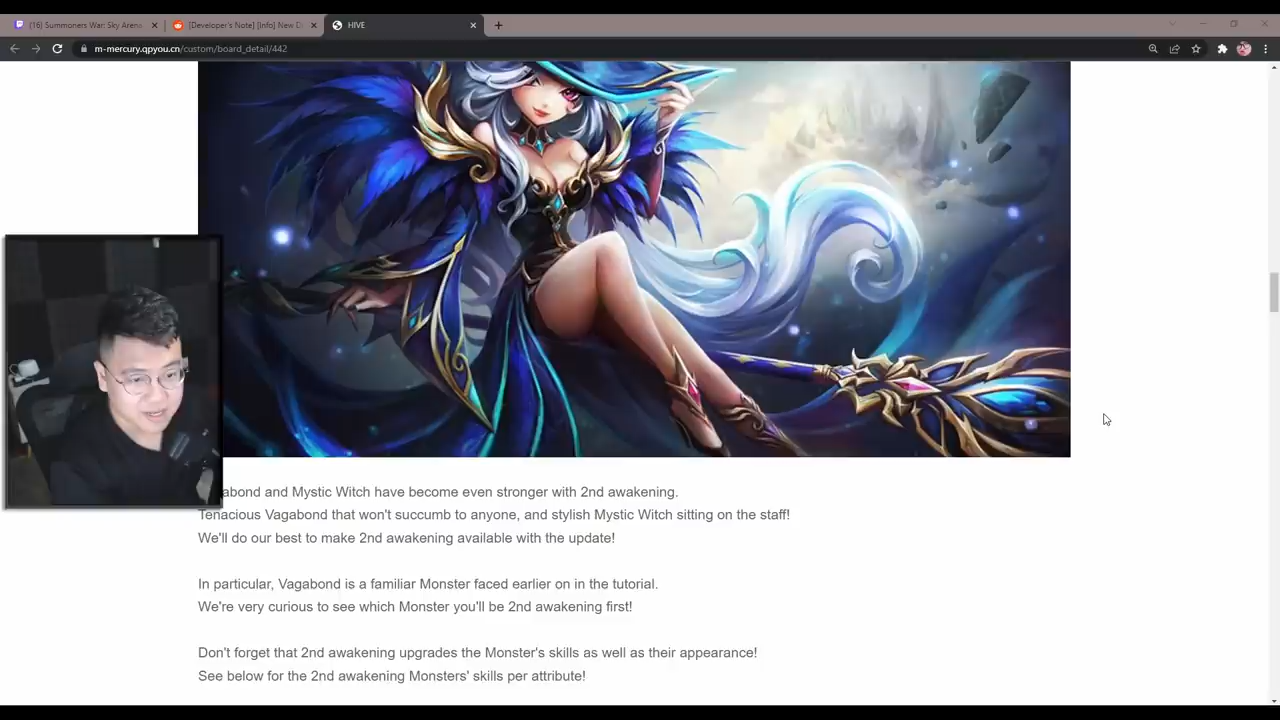 (16) Summoners War: Sky Arena
[Developer's Note] [Info] New D
HIVE
m-mercury.qpyou.cn/custom/board_detail/442
abond and Mystic Witch have become even stronger with 2nd awakening.
Tenacious Vagabond that won't succumb to anyone, and stylish Mystic Witch sitting on the staff!
We'll do our best to make 2nd awakening available with the update!
In particular, Vagabond is a familiar Monster faced earlier on in the tutorial.
We're very curious to see which Monster you'll be 2nd awakening first!
Don't forget that 2nd awakening upgrades the Monster's skills as well as their appearance!
See below for the 2nd awakening Monsters' skills per attribute!